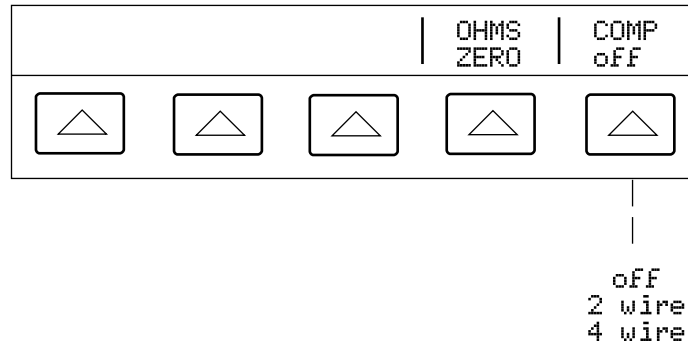 OHMS
ZERO
COMP
off
off
2 wire
4 wire